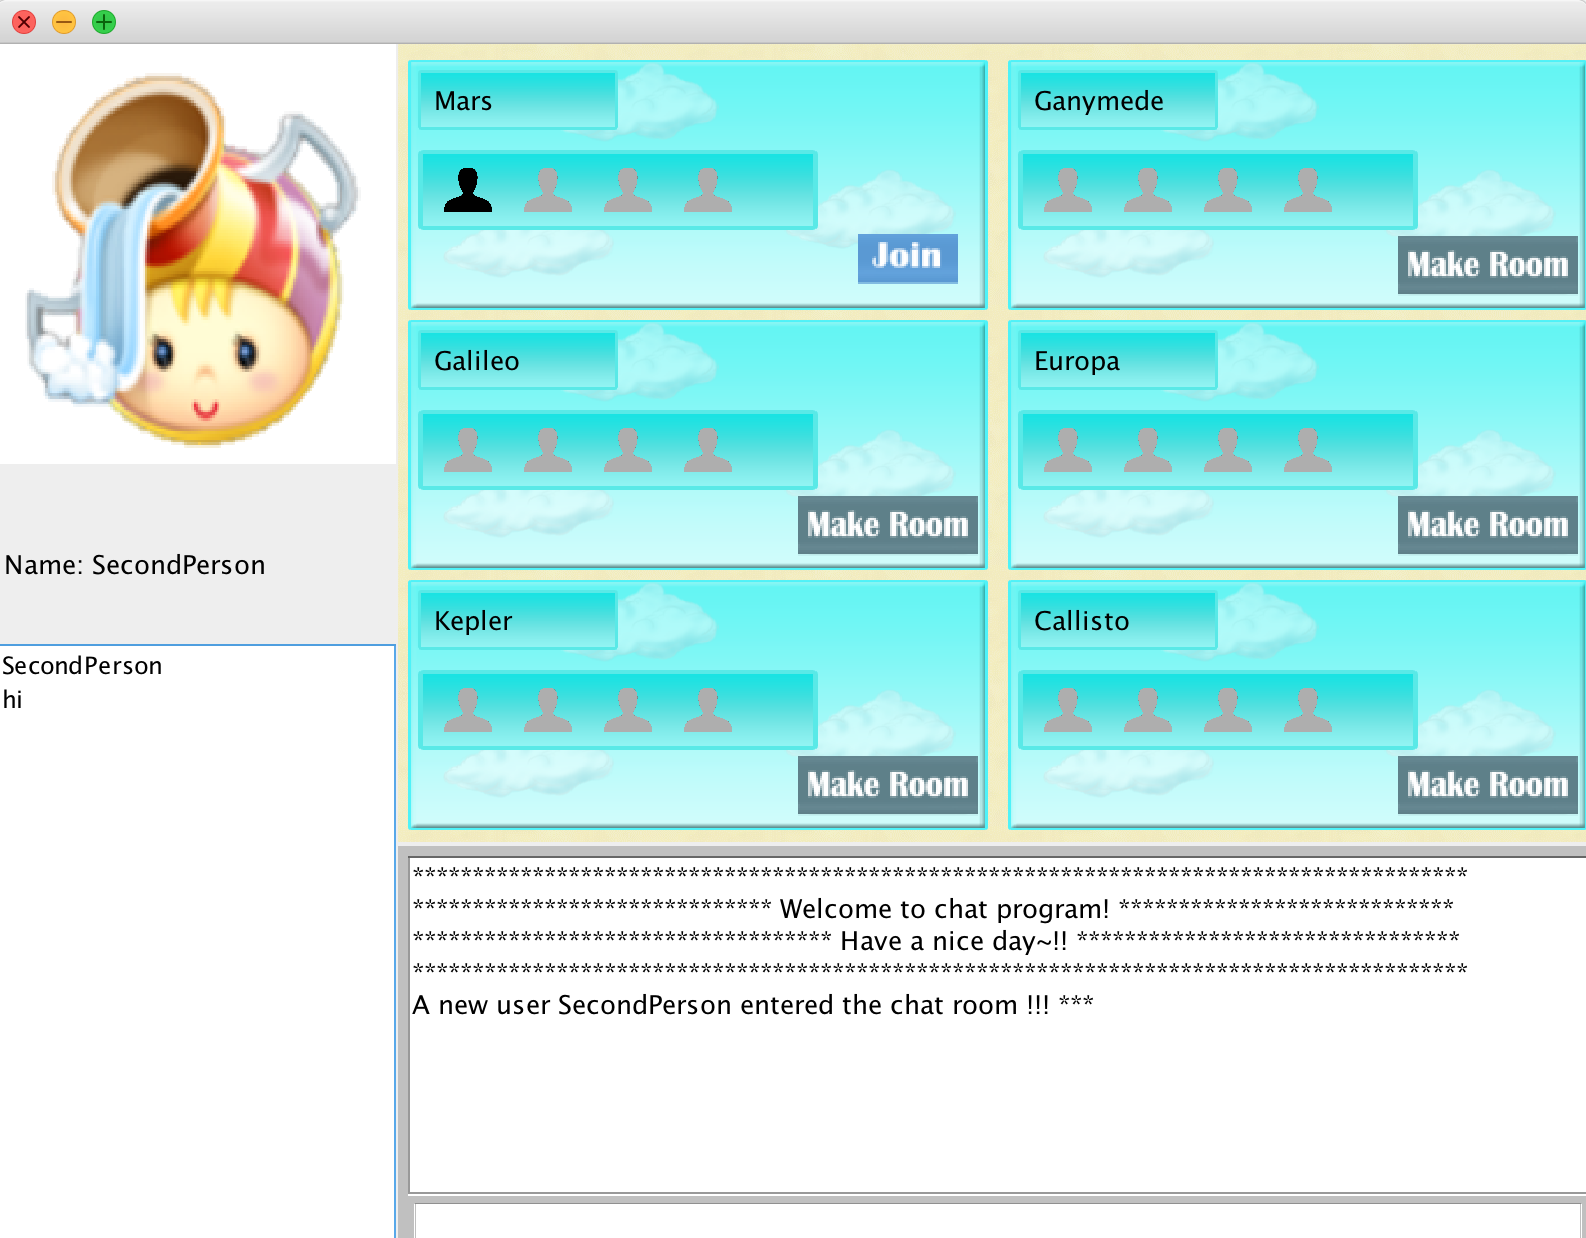 Name: SecondPerson
SecondPerson
hi
Mars
Join
Ganymede
Make Room
Galileo
Make Room
Europa
Make Room
Kepler
Make Room
Callisto
Make Room
****************************************************************************************
****************************** Welcome to chat program! ****************************
*********************************** Have a nice day~!! ********************************
****************************************************************************************
A new user SecondPerson entered the chat room !!! ***